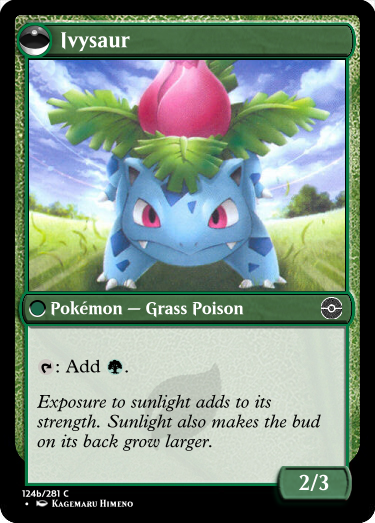 Ivysaur
Pokémon — Grass Poison
: Add .
Exposure to sunlight adds to its
strength. Sunlight also makes the bud
on its back grow larger.
2/3
124b/281 C
• Kagemaru Himeno